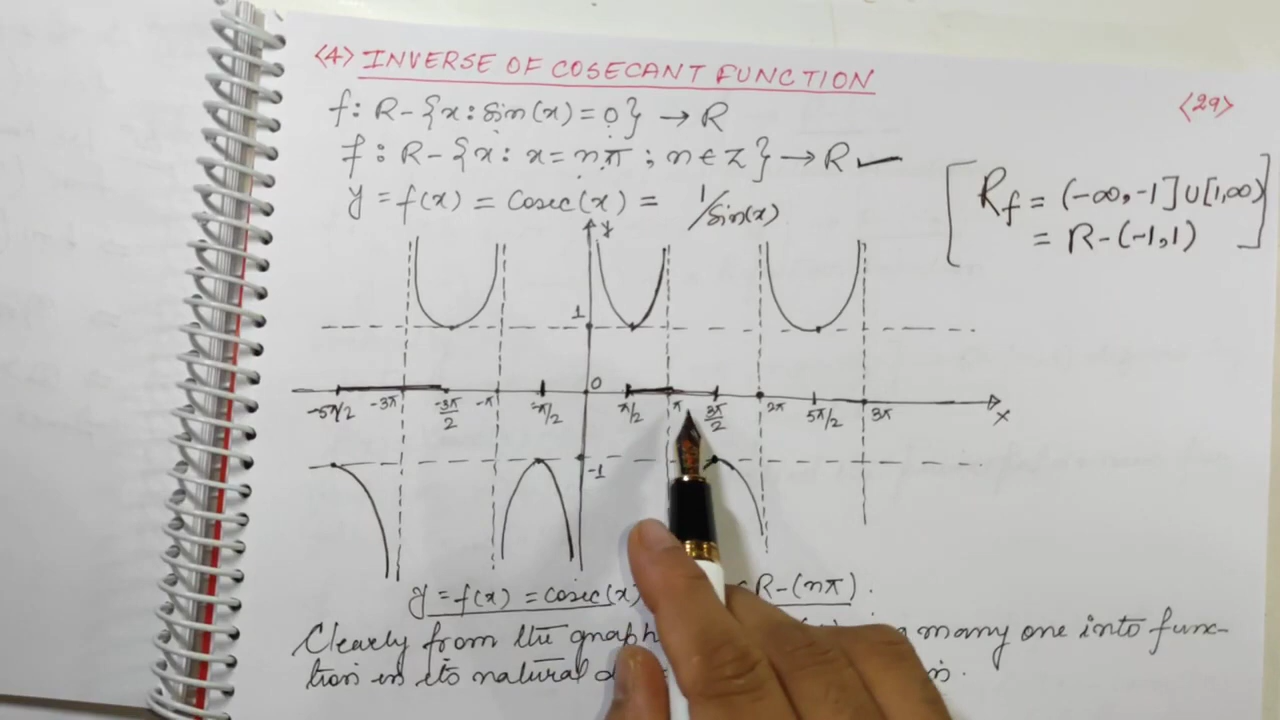 <4> INVERSE OF COSECANT FUNCTION
<29>
f: R-{x: sin(x)=0} → R
f: R-{x: x=nπ ; n∈Z} → R
y = f(x) = cosec(x) = 1/sin(x)
Rf = (-∞,-1]∪[1,∞)
= R-(-1,1)
y
1
0
-5π/2 -3π -3π/2 -π -π/2 π/2 π 3π/2 2π 5π/2 3π x
-1
y = f(x) = cosec(x) R-(nπ).
Clearly from the graph many one into func-
tion in its natural